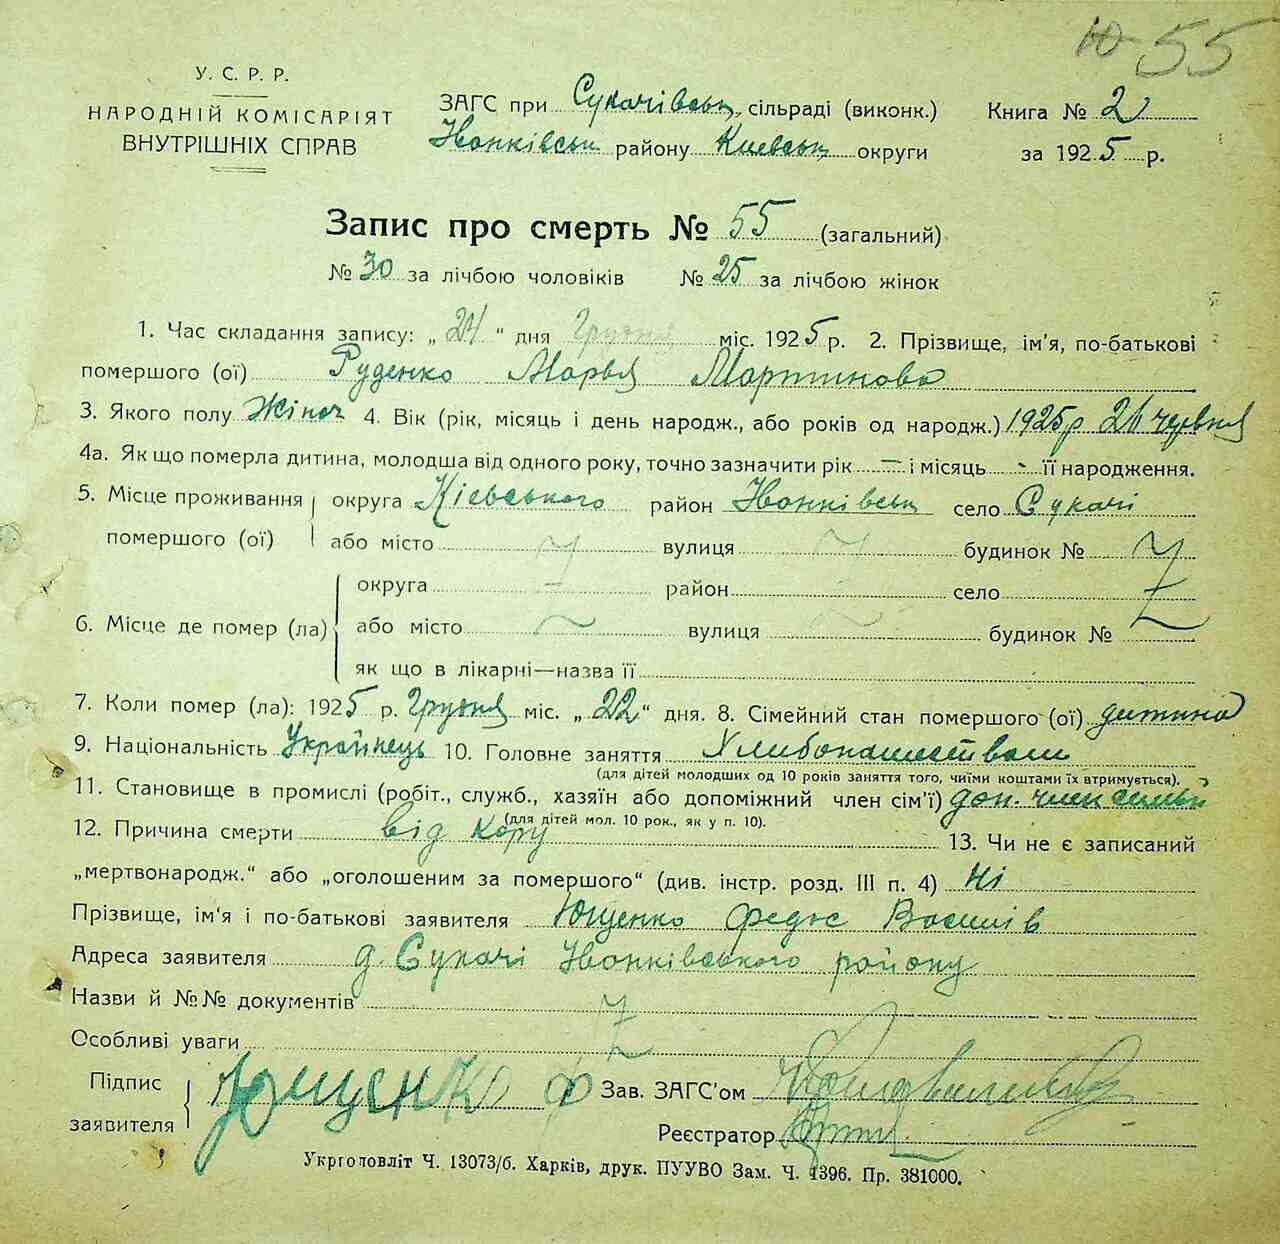 Ю-55
У. С. Р. Р.
НАРОДНІЙ КОМІСАРІЯТ
ВНУТРІШНІХ СПРАВ
ЗАГС при Сукачівськ. сільраді (виконк.)
Іванківськ району Киевськ округи
Книга № 2
за 1925 р.
Запис про смерть № 55 (загальний)
№ 30 за лічбою чоловіків № 25 за лічбою жінок
1. Час складання запису: „24“ дня Грудня міс. 1925 р. 2. Прізвище, ім'я, по-батькові
помершого (ої) Руденко Марья Мартинова
3. Якого полу Жіноч 4. Вік (рік, місяць і день народж., або років од народж.) 1925р 21 червня
4а. Як що померла дитина, молодша від одного року, точно зазначити рік — і місяць - її народження.
5. Місце проживання округа Кіевського район Іванківськ село Сукачі
помершого (ої) або місто вулиця будинок №
6. Місце де помер (ла) округа район село
або місто вулиця будинок №
як що в лікарні—назва її
7. Коли помер (ла): 1925 р. Грудня міс. „22“ дня. 8. Сімейний стан помершого (ої) дитина
9. Національність Українець 10. Головне заняття Хлибопашеством
(для дітей молодших од 10 років заняття того, чиїми коштами їх втримується).
11. Становище в промислі (робіт., служб., хазяїн або допоміжний член сім'ї) доп. член семьи
(для дітей мол. 10 рок., як у п. 10).
12. Причина смерти від кору 13. Чи не є записаний
„мертвонародж.“ або „оголошеним за помершого“ (див. інстр. розд. III п. 4) Ні
Прізвище, ім'я і по-батькові заявителя Ющенко Федос Василів
Адреса заявителя д. Сукачі Іванківського району
Назви й №№ документів
Особливі уваги
Підпис заявителя Ющенко Ф Зав. ЗАГС'ом
Реєстратор
Укрголовліт Ч. 13073/б. Харків, друк. ПУУВО Зам. Ч. 1396. Пр. 381000.